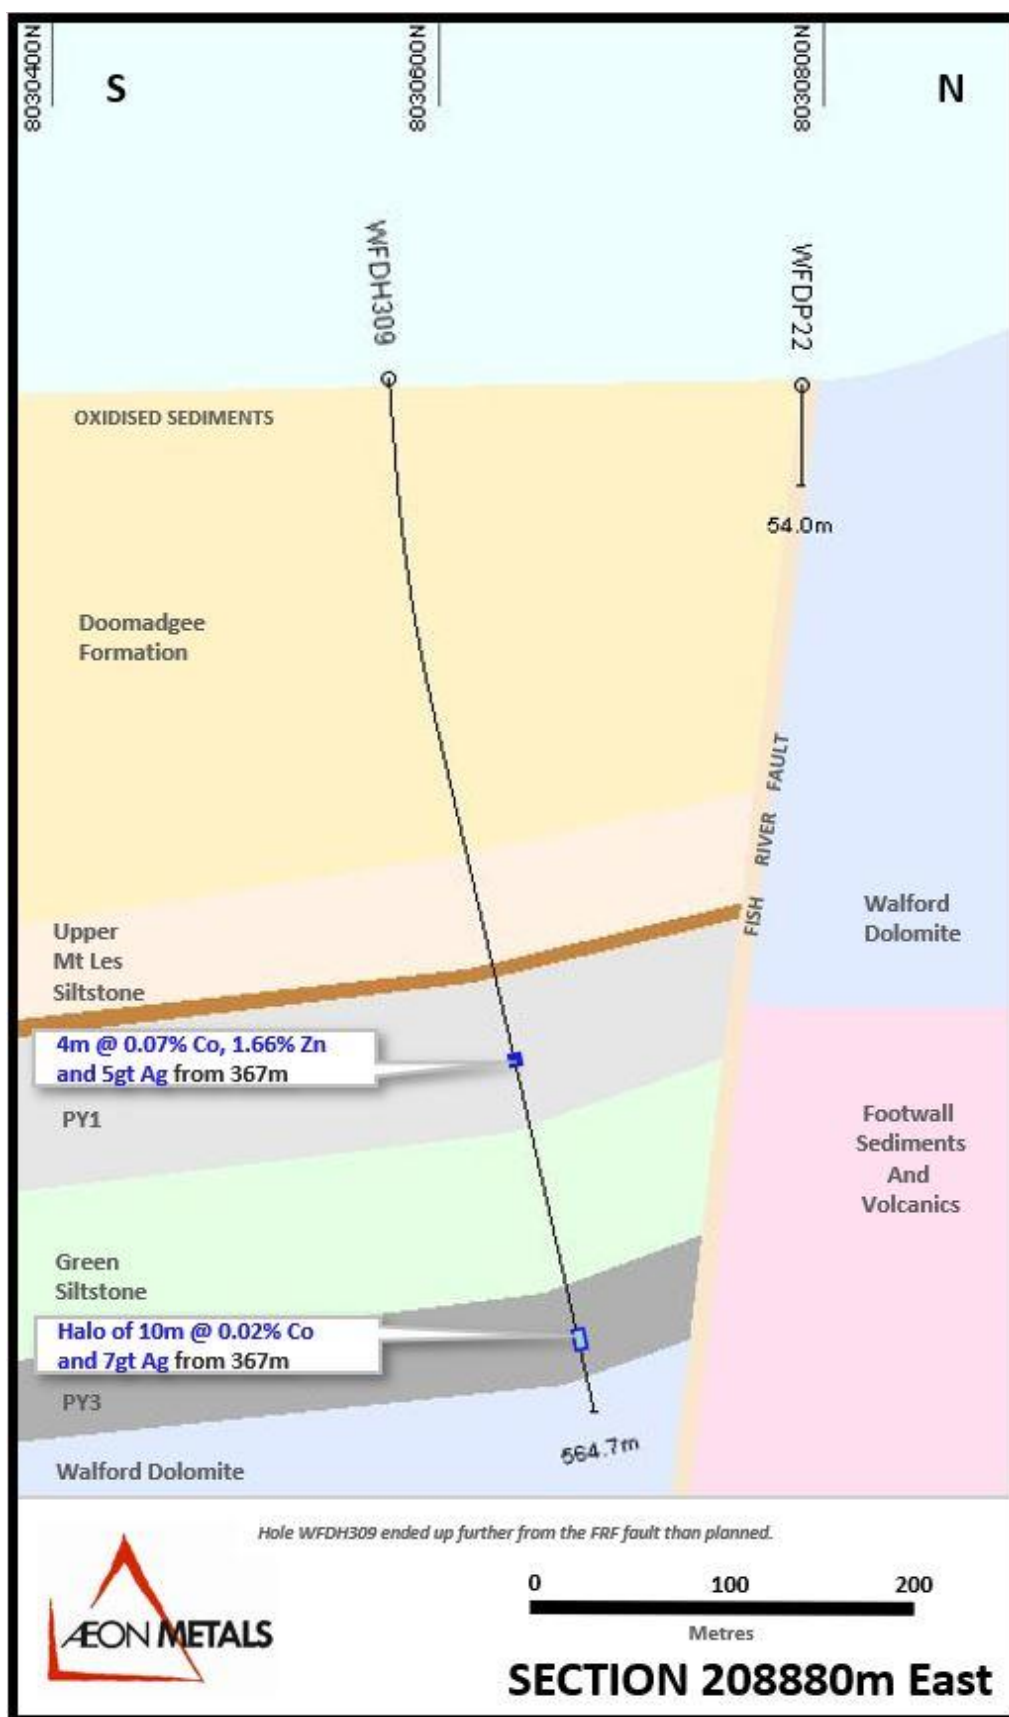 8030400N
8030600N
8030800N
S
N
WFDH309
WFDP22
OXIDISED SEDIMENTS
54.0m
Doomadgee
Formation
FISH RIVER FAULT
Upper
Mt Les
Siltstone
Walford
Dolomite
4m @ 0.07% Co, 1.66% Zn
and 5gt Ag from 367m
PY1
Footwall
Sediments
And
Volcanics
Green
Siltstone
Halo of 10m @ 0.02% Co
and 7gt Ag from 367m
PY3
564.7m
Walford Dolomite
Hole WFDH309 ended up further from the FRF fault than planned.
ÆON METALS
0 100 200
Metres
SECTION 208880m East